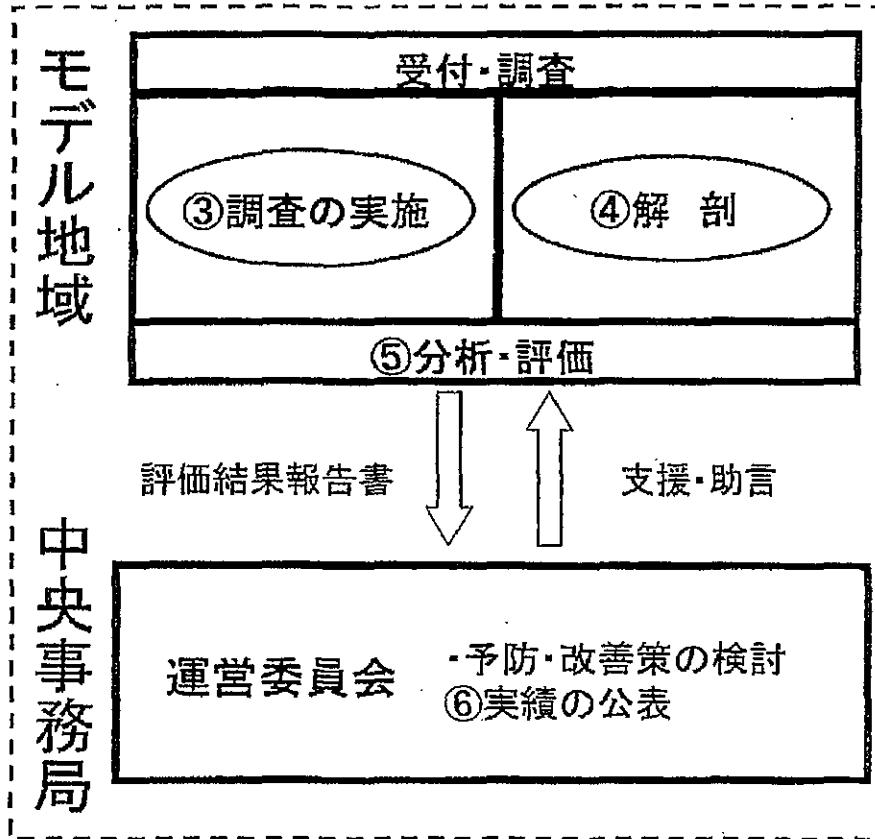 モデル地域
受付・調査
③調査の実施
④解 剖
⑤分析・評価
評価結果報告書
支援・助言
中央事務局
運営委員会
・予防・改善策の検討
⑥実績の公表